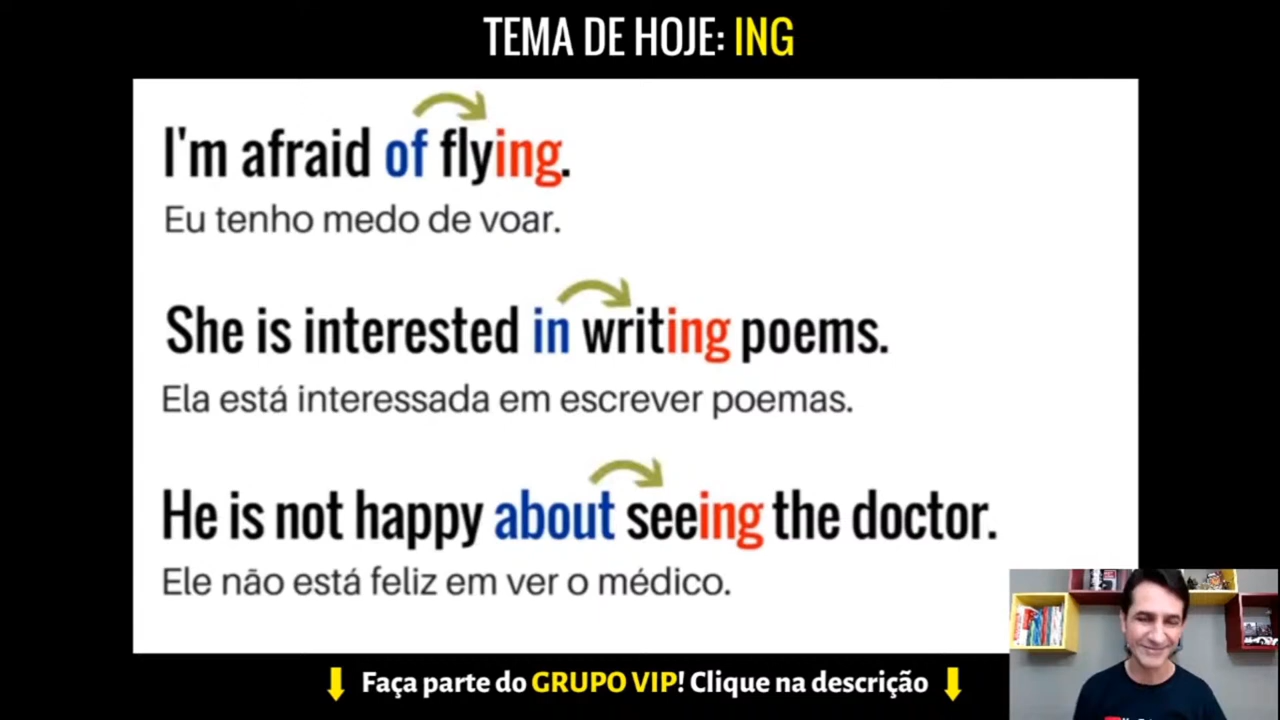 TEMA DE HOJE: ING
I'm afraid of flying.
Eu tenho medo de voar.
She is interested in writing poems.
Ela está interessada em escrever poemas.
He is not happy about seeing the doctor.
Ele não está feliz em ver o médico.
Faça parte do GRUPO VIP! Clique na descrição